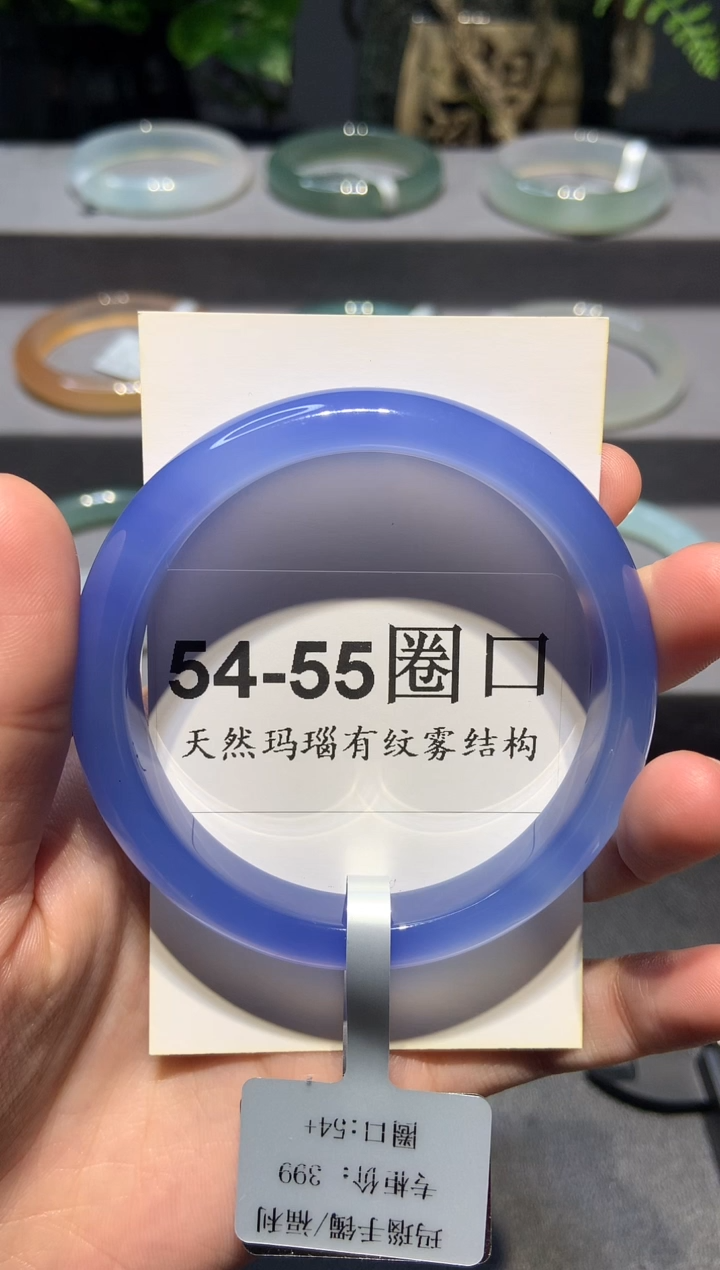 54-55圈口
天然玛瑙有纹雾结构
玛瑙手镯/福利
专柜价：399
圈口:54+